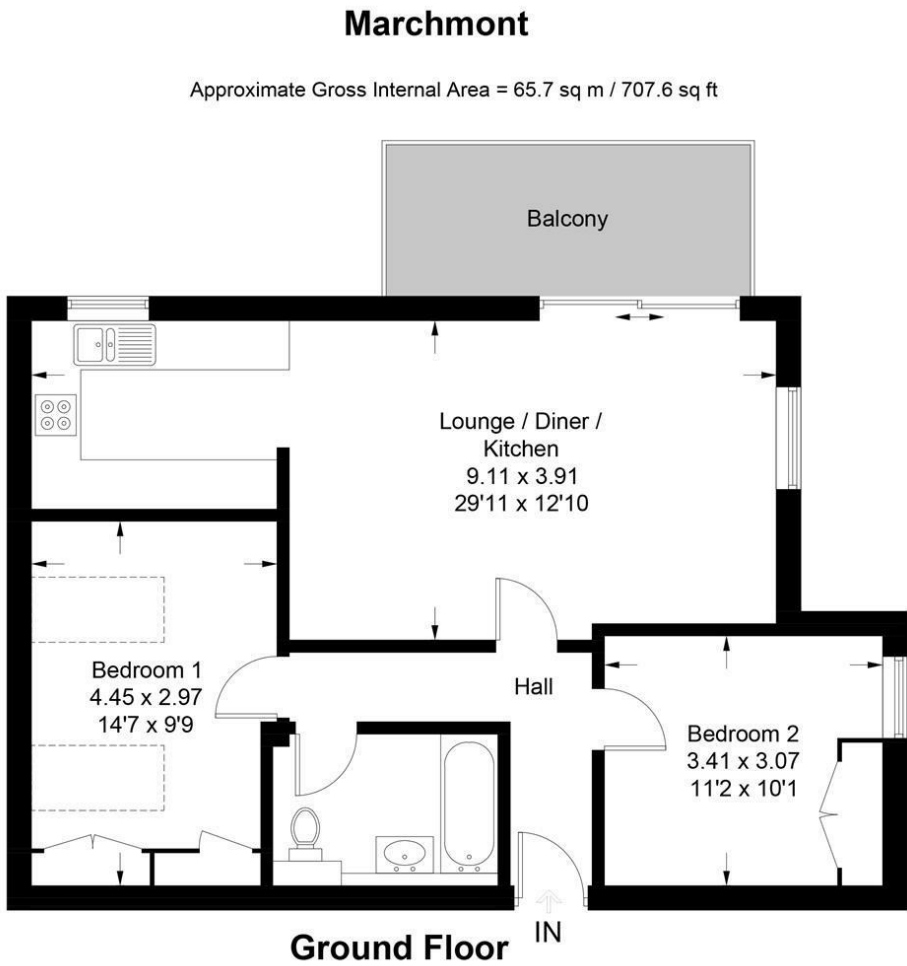 Marchmont
Approximate Gross Internal Area = 65.7 sq m / 707.6 sq ft
Balcony
Lounge / Diner /
Kitchen
9.11 x 3.91
29'11 x 12'10
Bedroom 1
4.45 x 2.97
14'7 x 9'9
Hall
Bedroom 2
3.41 x 3.07
11'2 x 10'1
IN
Ground Floor